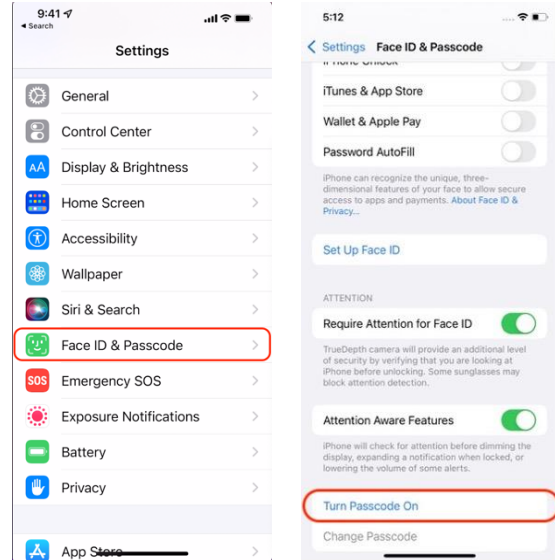 9:41
Search
Settings
General
Control Center
AA
Display & Brightness
Home Screen
Accessibility
Wallpaper
Siri & Search
Face ID & Passcode
SOS
Emergency SOS
Exposure Notifications
Battery
Privacy
App Store
5:12
Settings
Face ID & Passcode
iPhone Unlock
iTunes & App Store
Wallet & Apple Pay
Password AutoFill
iPhone can recognize the unique, three-
dimensional features of your face to allow secure
access to apps and payments. About Face ID &
Privacy...
Set Up Face ID
ATTENTION
Require Attention for Face ID
TrueDepth camera will provide an additional level
of security by verifying that you are looking at
iPhone before unlocking. Some sunglasses may
block attention detection.
Attention Aware Features
iPhone will check for attention before dimming the
display, expanding a notification when locked, or
lowering the volume of some alerts.
Turn Passcode On
Change Passcode